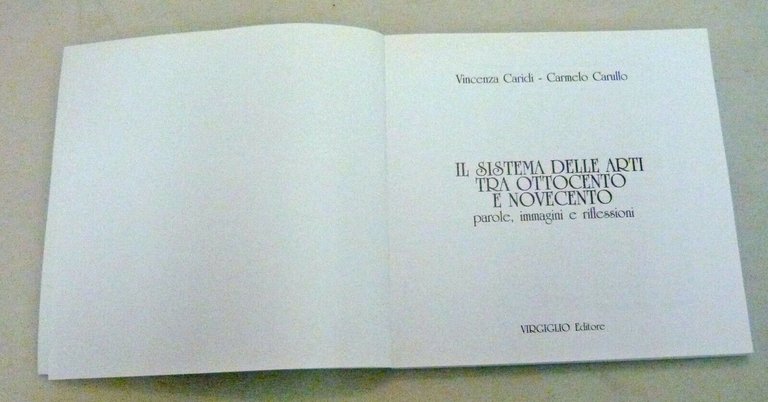 Vincenza Caridi - Carmelo Carullo
IL SISTEMA DELLE ARTI
TRA OTTOCENTO
E NOVECENTO
parole, immagini e riflessioni
VIRGIGLIO Editore